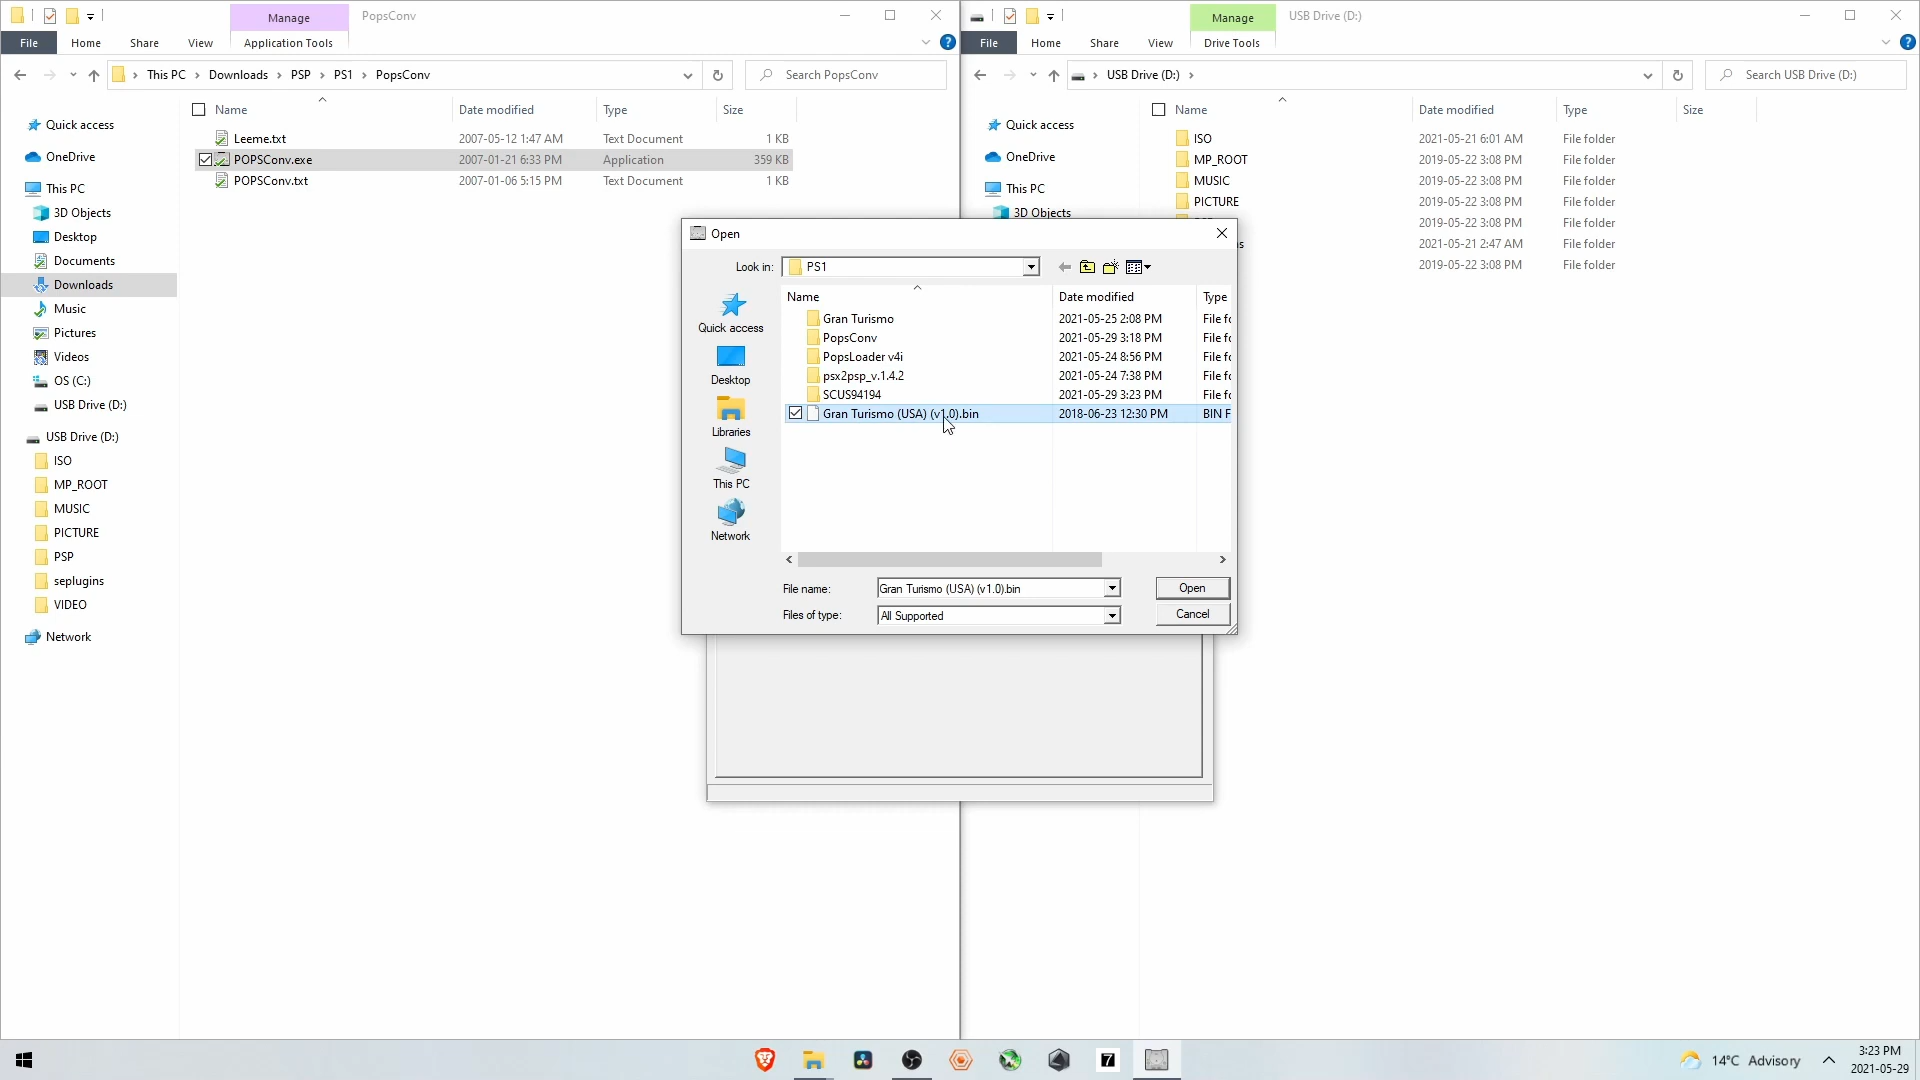 Manage
PopsConv
File
Home
Share
View
Application Tools
This PC
Downloads
PSP
PS1
PopsConv
Search PopsConv
Name
Date modified
Type
Size
Leeme.txt
2007-05-12 1:47 AM
Text Document
1 KB
POPSConv.exe
2007-01-21 6:33 PM
Application
359 KB
POPSConv.txt
2007-01-06 5:15 PM
Text Document
1 KB
Quick access
OneDrive
This PC
3D Objects
Desktop
Documents
Downloads
Music
Pictures
Videos
OS (C:)
USB Drive (D:)
USB Drive (D:)
ISO
MP_ROOT
MUSIC
PICTURE
PSP
seplugins
VIDEO
Network
Manage
USB Drive (D:)
File
Home
Share
View
Drive Tools
USB Drive (D:)
Search USB Drive (D:)
Name
Date modified
Type
Size
Quick access
OneDrive
This PC
3D Objects
ISO
2021-05-21 6:01 AM
File folder
MP_ROOT
2019-05-22 3:08 PM
File folder
MUSIC
2019-05-22 3:08 PM
File folder
PICTURE
2019-05-22 3:08 PM
File folder
2019-05-22 3:08 PM
File folder
2021-05-21 2:47 AM
File folder
2019-05-22 3:08 PM
File folder
Open
Look in:
PS1
Quick access
Desktop
Libraries
This PC
Network
Name
Date modified
Type
Gran Turismo
2021-05-25 2:08 PM
File fo
PopsConv
2021-05-29 3:18 PM
File fo
PopsLoader v4i
2021-05-24 8:56 PM
File fo
psx2psp_v.1.4.2
2021-05-24 7:38 PM
File fo
SCUS94194
2021-05-29 3:23 PM
File fo
Gran Turismo (USA) (v1.0).bin
2018-06-23 12:30 PM
BIN F
File name:
Gran Turismo (USA) (v1.0).bin
Open
Files of type:
All Supported
Cancel
7
14°C Advisory
3:23 PM
2021-05-29